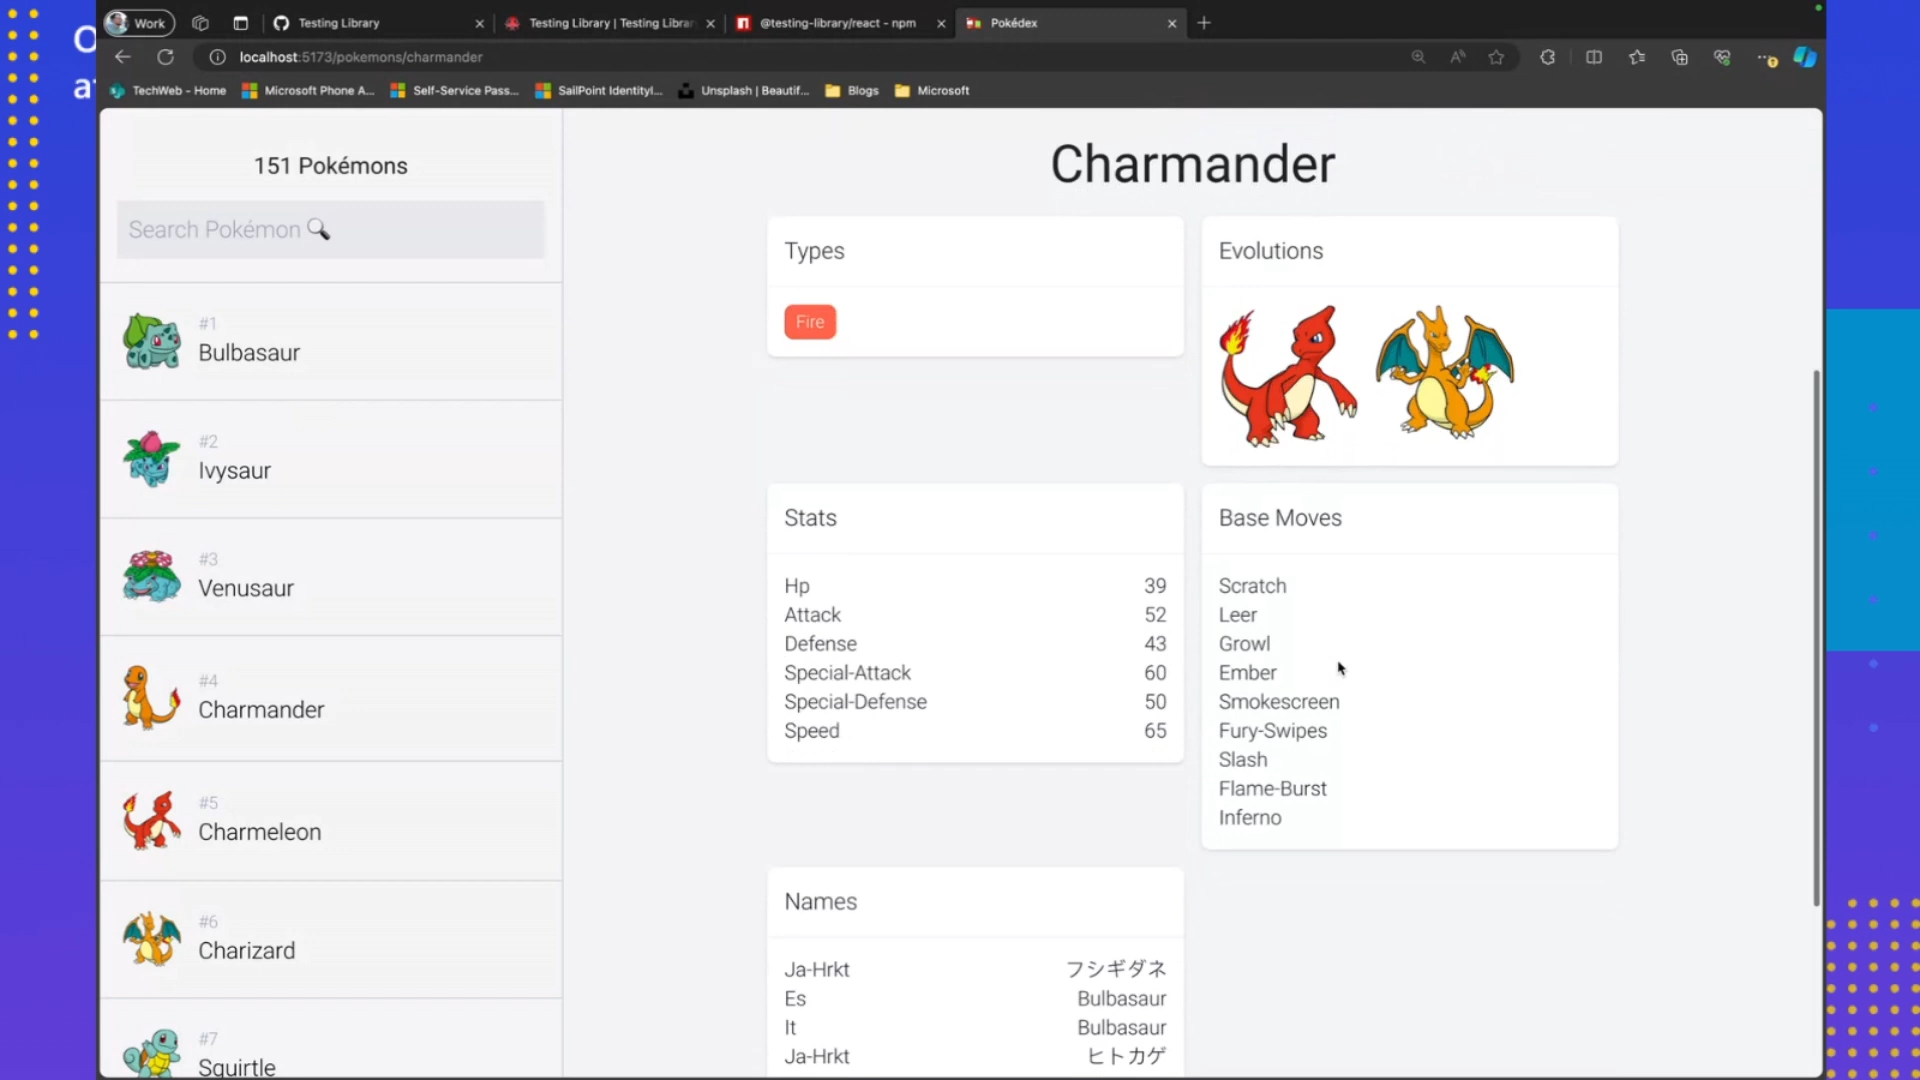 O
at
Work
Testing Library
Testing Library | Testing Librar
@testing-library/react - npm
Pokédex
localhost:5173/pokemons/charmander
TechWeb - Home
Microsoft Phone A...
Self-Service Pass...
SailPoint IdentityI...
Unsplash | Beautif...
Blogs
Microsoft
151 Pokémons
Search Pokémon 🔍
#1
Bulbasaur
#2
Ivysaur
#3
Venusaur
#4
Charmander
#5
Charmeleon
#6
Charizard
#7
Squirtle
Charmander
Types
Fire
Evolutions
Stats
Hp 39
Attack 52
Defense 43
Special-Attack 60
Special-Defense 50
Speed 65
Base Moves
Scratch
Leer
Growl
Ember
Smokescreen
Fury-Swipes
Slash
Flame-Burst
Inferno
Names
Ja-Hrkt フシギダネ
Es Bulbasaur
It Bulbasaur
Ja-Hrkt ヒトカゲ